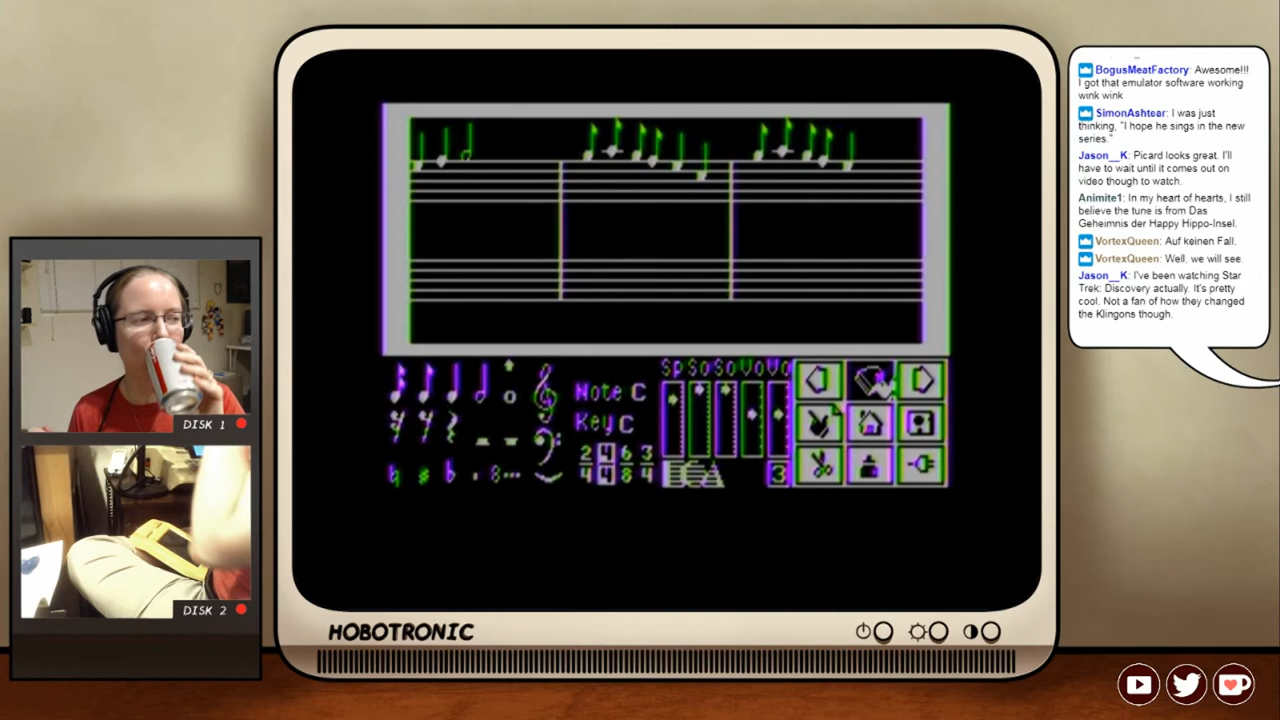 BogusMeatFactory: Awesome!!!
I got that emulator software working
wink wink
SimonAshtear: I was just
thinking, "I hope he sings in the new
series."
Jason__K: Picard looks great. I'll
have to wait until it comes out on
video though to watch.
Animite1: In my heart of hearts, I still
believe the tune is from Das
Geheimnis der Happy Hippo-Insel.
VortexQueen: Auf keinen Fall.
VortexQueen: Well, we will see.
Jason__K: I've been watching Star
Trek: Discovery actually. It's pretty
cool. Not a fan of how they changed
the Klingons though.
Sp So So Vo Vo
Note C
Key C
2 4 6 3
4 4 8 4
3
DISK 1
DISK 2
HOBOTRONIC